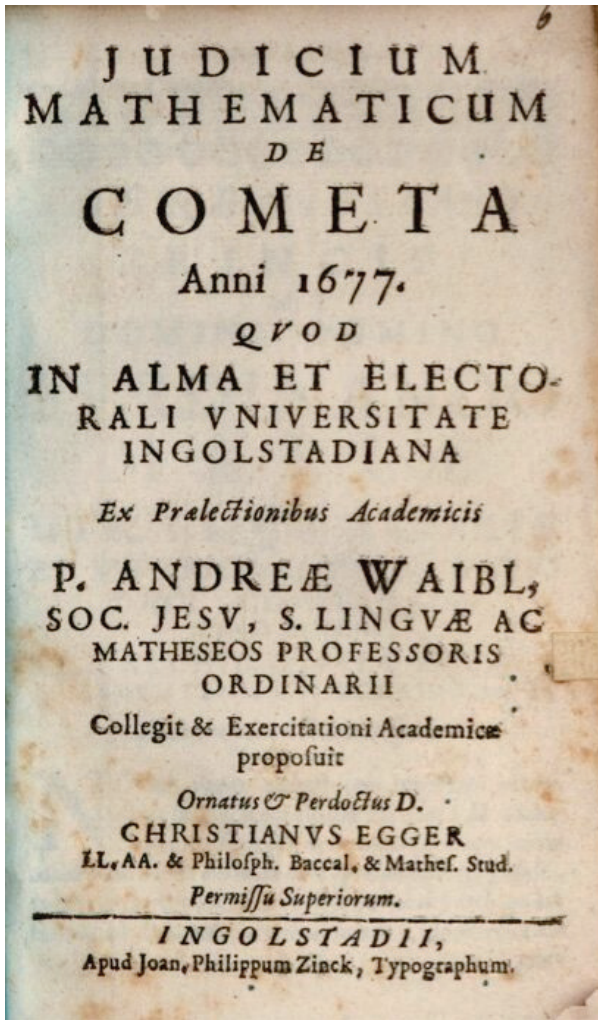 6
JUDICIUM
MATHEMATICUM
DE
COMETA
Anni 1677.
QVOD
IN ALMA ET ELECTO-
RALI VNIVERSITATE
INGOLSTADIANA
Ex Prælectionibus Academicis
P. ANDREÆ WAIBL,
SOC. JESV, S. LINGVÆ AC
MATHESEOS PROFESSORIS
ORDINARII
Collegit & Exercitationi Academicæ
propoſuit
Ornatus & Perdoctus D.
CHRISTIANVS EGGER
LL. AA. & Philoſph. Baccal. & Matheſ. Stud.
Permiſſu Superiorum.
INGOLSTADII,
Apud Joan. Philippum Zinck, Typographum.